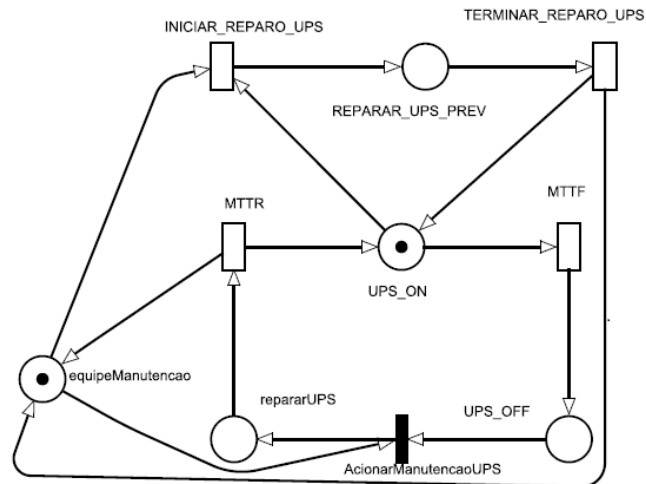 TERMINAR_REPARO_UPS
INICIAR_REPARO_UPS
REPARAR_UPS_PREV
MTTR
MTTF
UPS_ON
equipeManutencao
repararUPS
UPS_OFF
AcionarManutencaoUPS